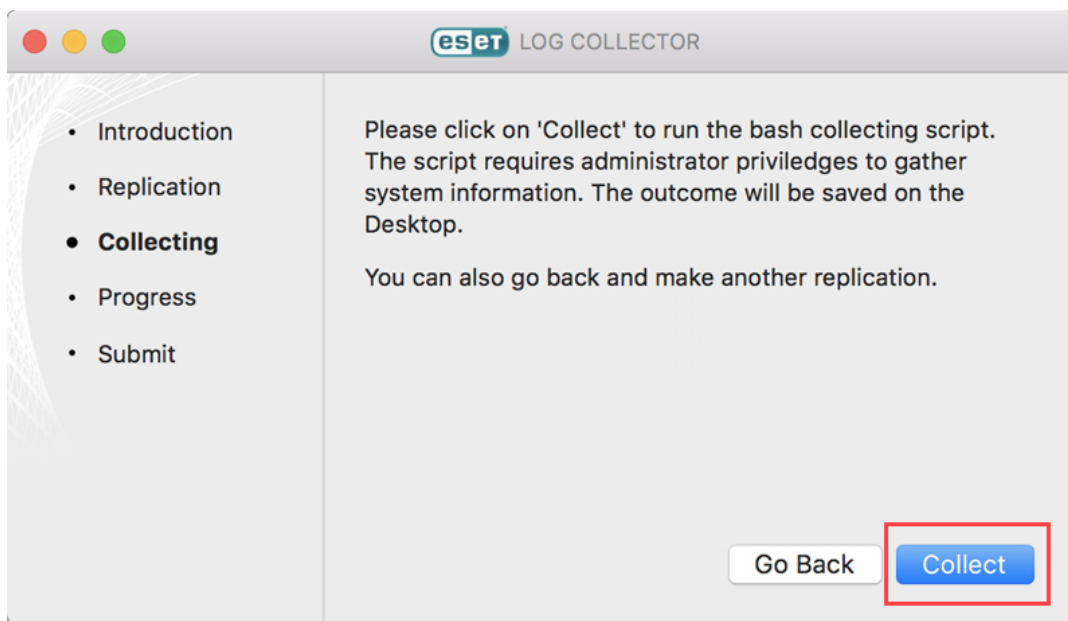 eset LOG COLLECTOR
• Introduction
• Replication
• Collecting
• Progress
• Submit
Please click on 'Collect' to run the bash collecting script.
The script requires administrator priviledges to gather
system information. The outcome will be saved on the
Desktop.
You can also go back and make another replication.
Go Back
Collect